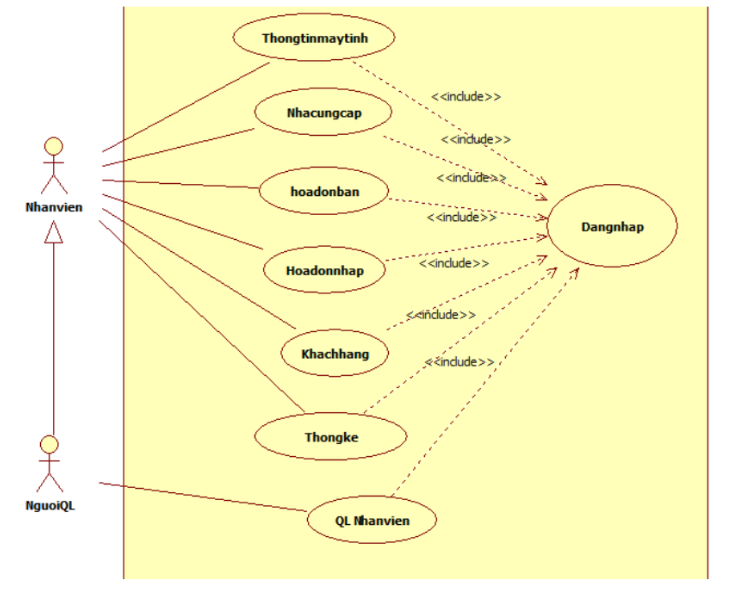 Thongtinmaytinh
<<include>>
Nhacungcap
<<include>>
<<include>>
hoadonban
Nhanvien
<<include>>
Dangnhap
Hoadonnhap
<<include>>
<<include>>
Khachhang
<<include>>
Thongke
NguoiQL
QL Nhanvien